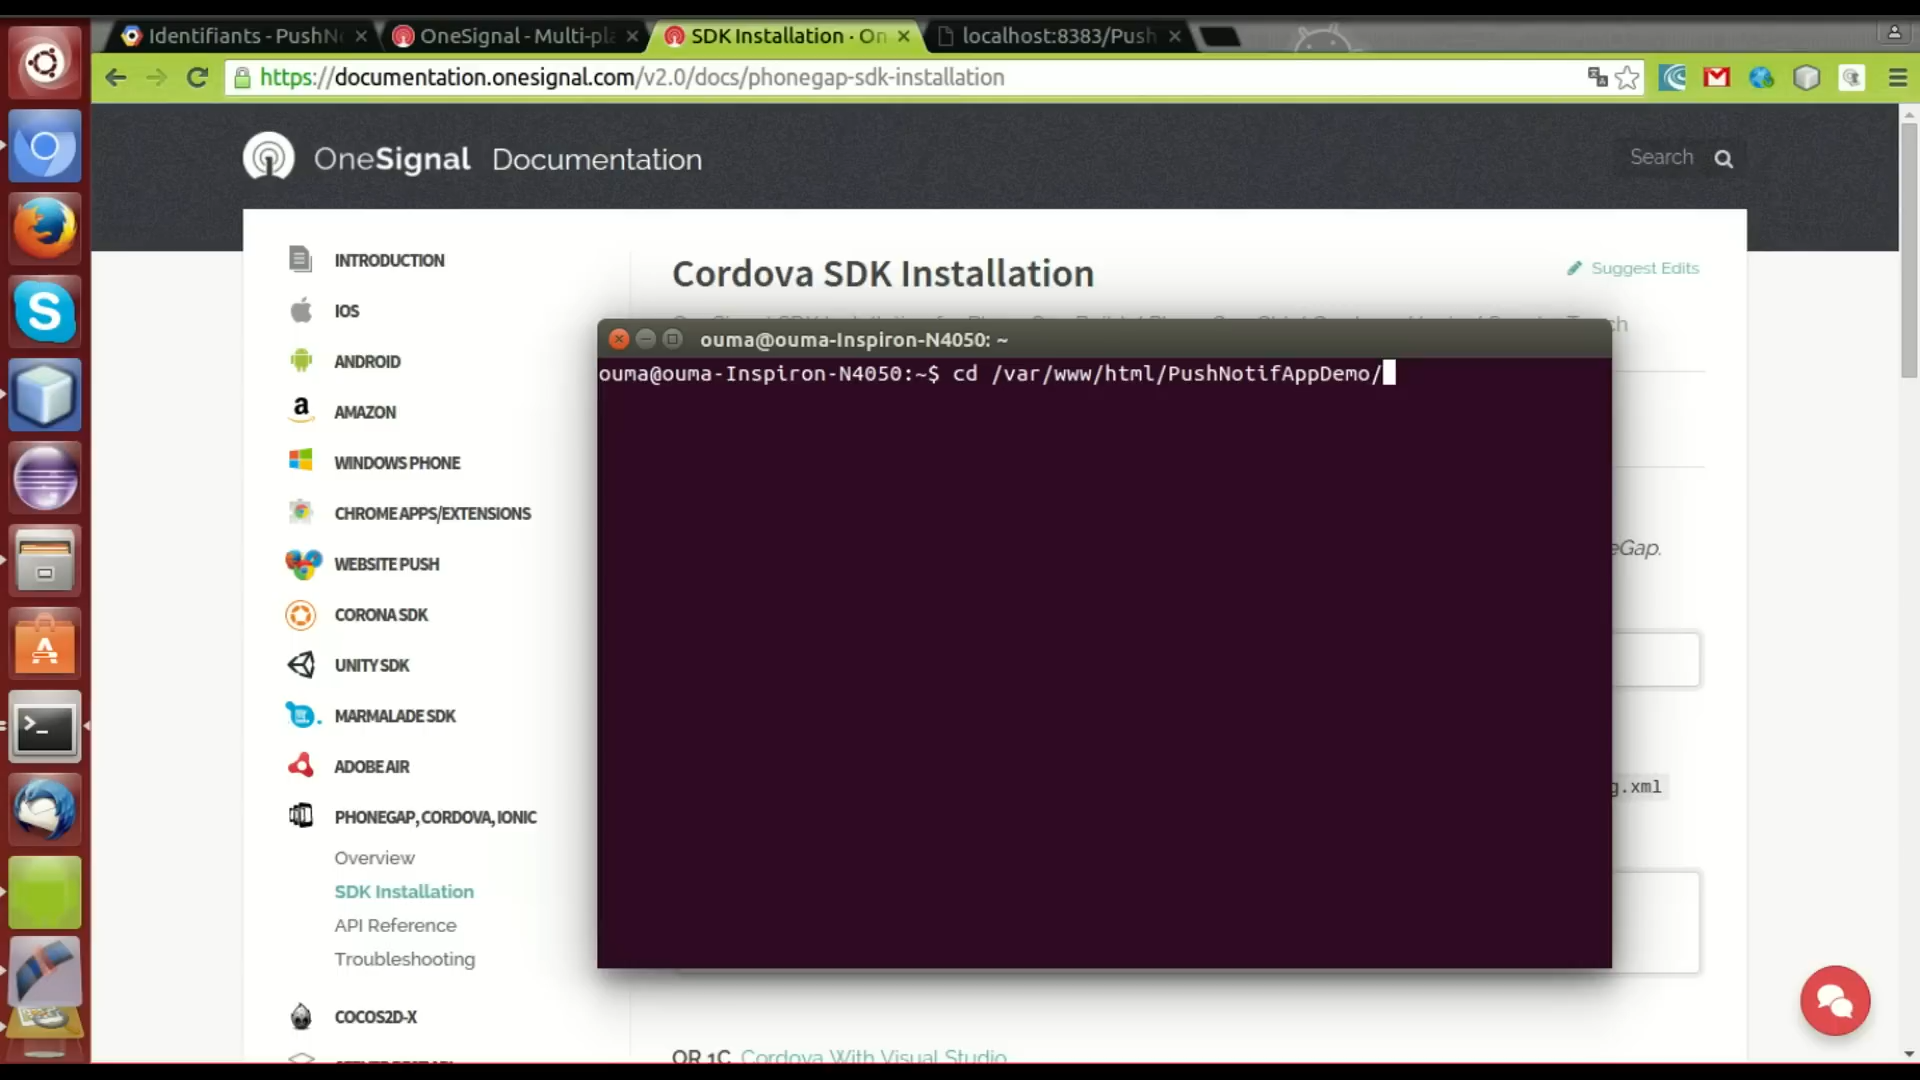 Identifiants - PushN
OneSignal - Multi-pla
SDK Installation · On
localhost:8383/Push
https://documentation.onesignal.com/v2.0/docs/phonegap-sdk-installation
OneSignal Documentation
Search
INTRODUCTION
IOS
ANDROID
AMAZON
WINDOWS PHONE
CHROME APPS/EXTENSIONS
WEBSITE PUSH
CORONA SDK
UNITY SDK
MARMALADE SDK
ADOBE AIR
PHONEGAP, CORDOVA, IONIC
Overview
SDK Installation
API Reference
Troubleshooting
COCOS2D-X
Cordova SDK Installation
Suggest Edits
ouma@ouma-Inspiron-N4050: ~
ouma@ouma-Inspiron-N4050:~$ cd /var/www/html/PushNotifAppDemo/
eGap.
g.xml
OR 1C Cordova With Visual Studio